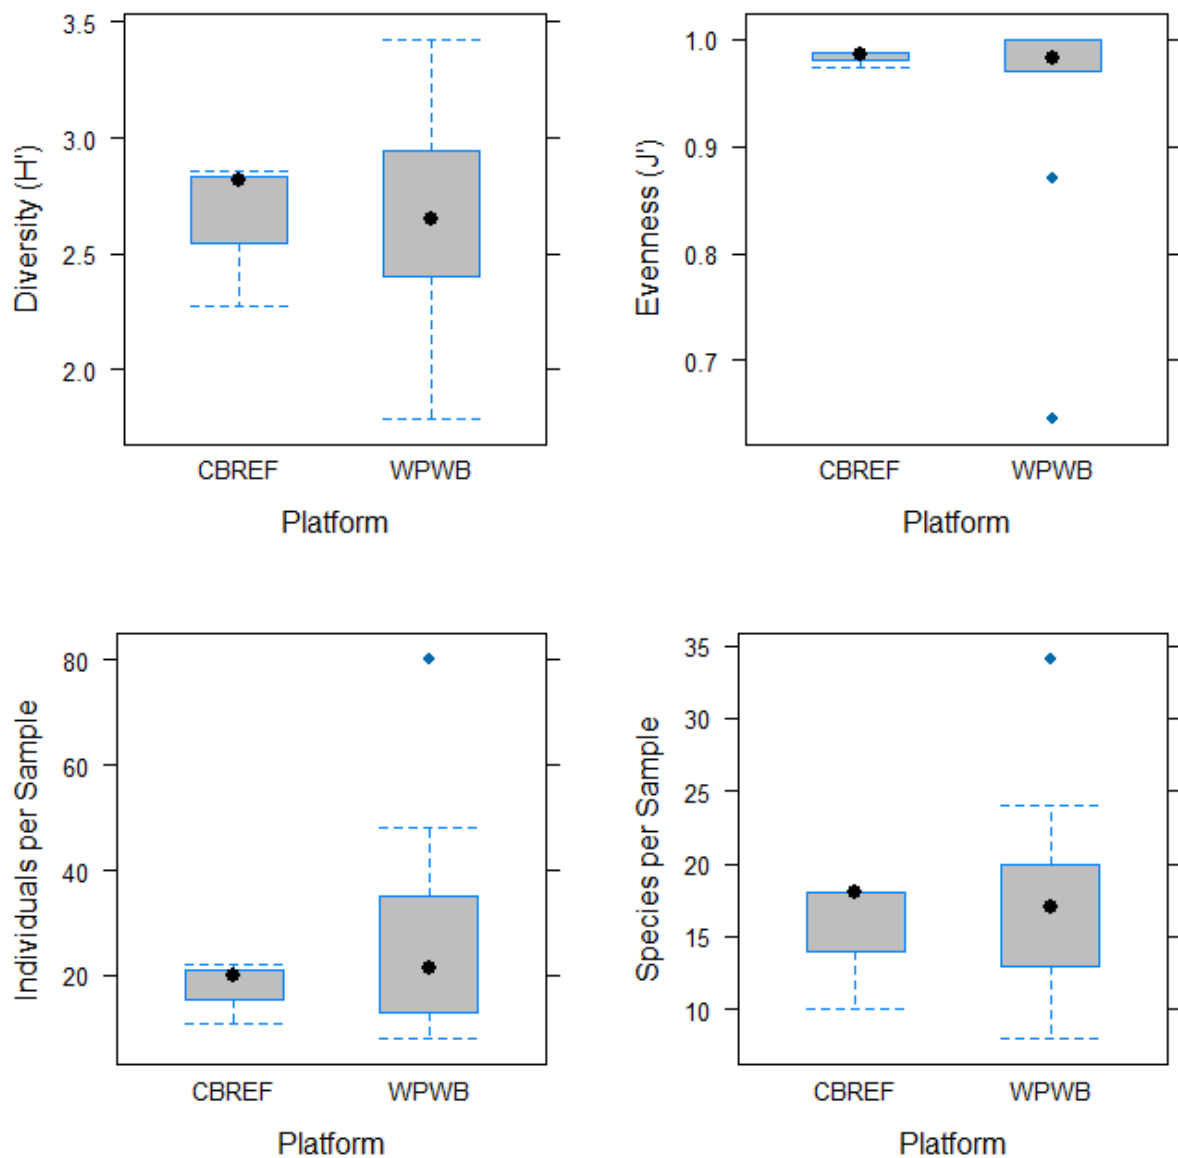 Diversity (H')
3.5
3.0
2.5
2.0
CBREF WPWB
Platform
Evenness (J')
1.0
0.9
0.8
0.7
CBREF WPWB
Platform
Individuals per Sample
80
60
40
20
CBREF WPWB
Platform
Species per Sample
35
30
25
20
15
10
CBREF WPWB
Platform